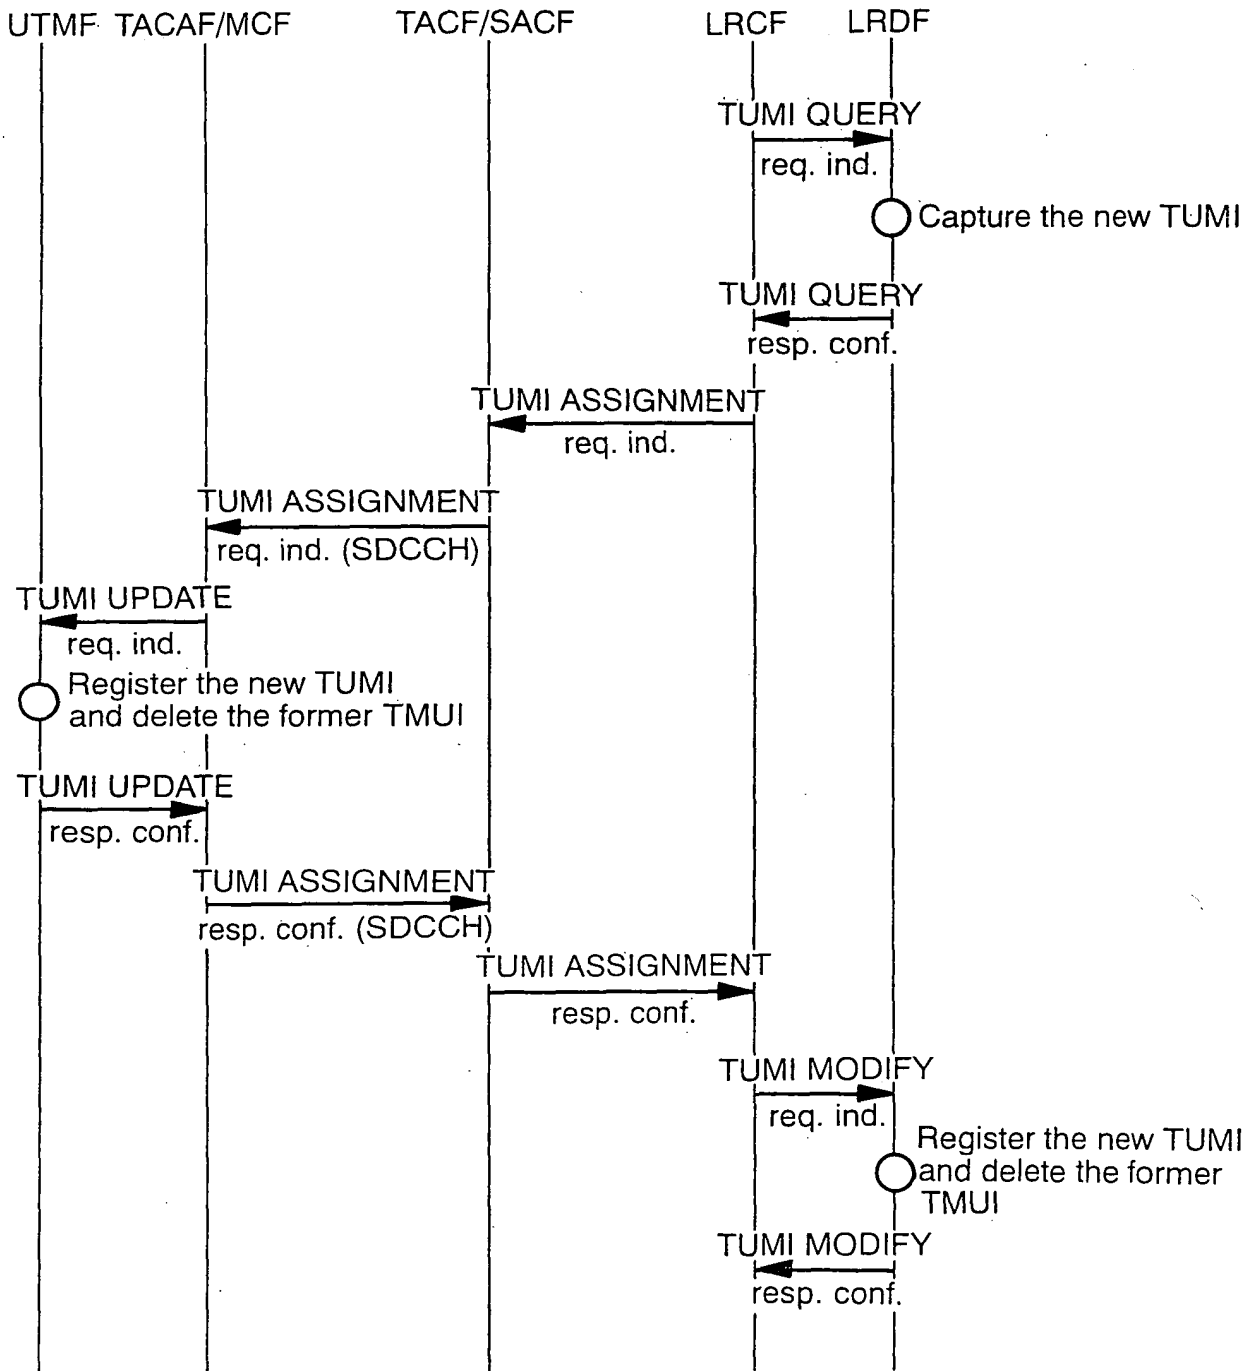 UTMF TACAF/MCF TACF/SACF LRCF LRDF
TUMI QUERY
req. ind.
Capture the new TUMI
TUMI QUERY
resp. conf.
TUMI ASSIGNMENT
req. ind.
TUMI ASSIGNMENT
req. ind. (SDCCH)
TUMI UPDATE
req. ind.
Register the new TUMI
and delete the former TMUI
TUMI UPDATE
resp. conf.
TUMI ASSIGNMENT
resp. conf. (SDCCH)
TUMI ASSIGNMENT
resp. conf.
TUMI MODIFY
req. ind.
Register the new TUMI
and delete the former
TMUI
TUMI MODIFY
resp. conf.